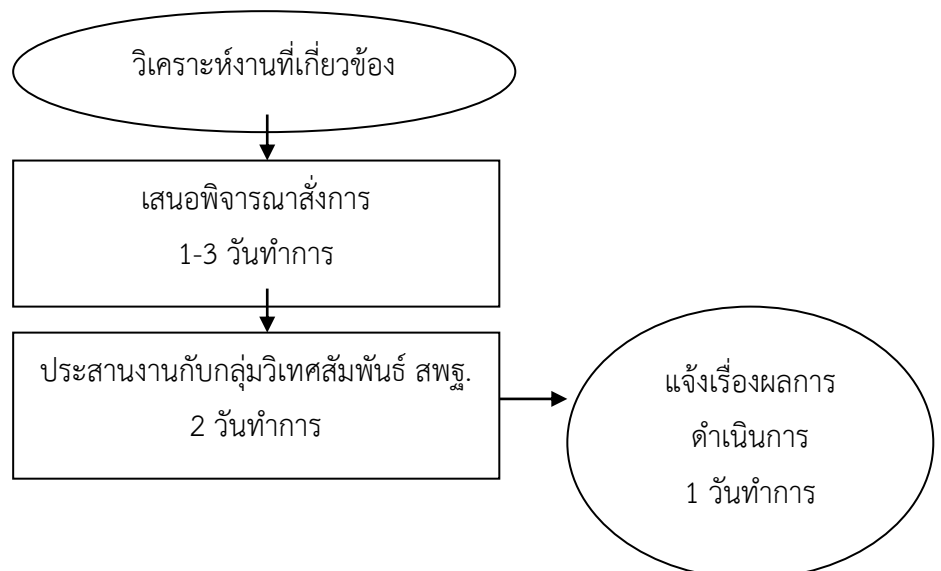 วิเคราะห์งานที่เกี่ยวข้อง
เสนอพิจารณาสั่งการ
1-3 วันทำการ
ประสานงานกับกลุ่มวิเทศสัมพันธ์ สพฐ.
2 วันทำการ
แจ้งเรื่องผลการ
ดำเนินการ
1 วันทำการ